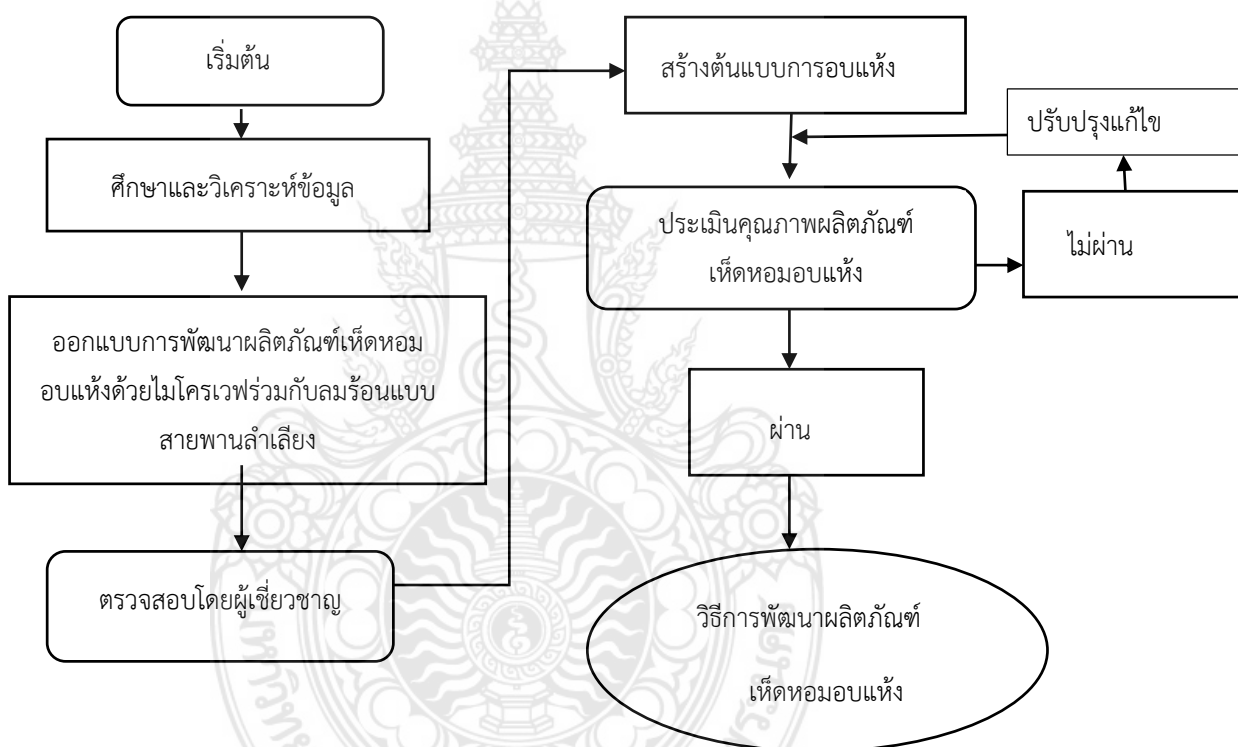 เริ่มต้น
ศึกษาและวิเคราะห์ข้อมูล
ออกแบบการพัฒนาผลิตภัณฑ์เห็ดหอม
อบแห้งด้วยไมโครเวฟร่วมกับลมร้อนแบบ
สายพานลำเลียง
ตรวจสอบโดยผู้เชี่ยวชาญ
สร้างต้นแบบการอบแห้ง
ปรับปรุงแก้ไข
ประเมินคุณภาพผลิตภัณฑ์
เห็ดหอมอบแห้ง
ไม่ผ่าน
ผ่าน
วิธีการพัฒนาผลิตภัณฑ์
เห็ดหอมอบแห้ง